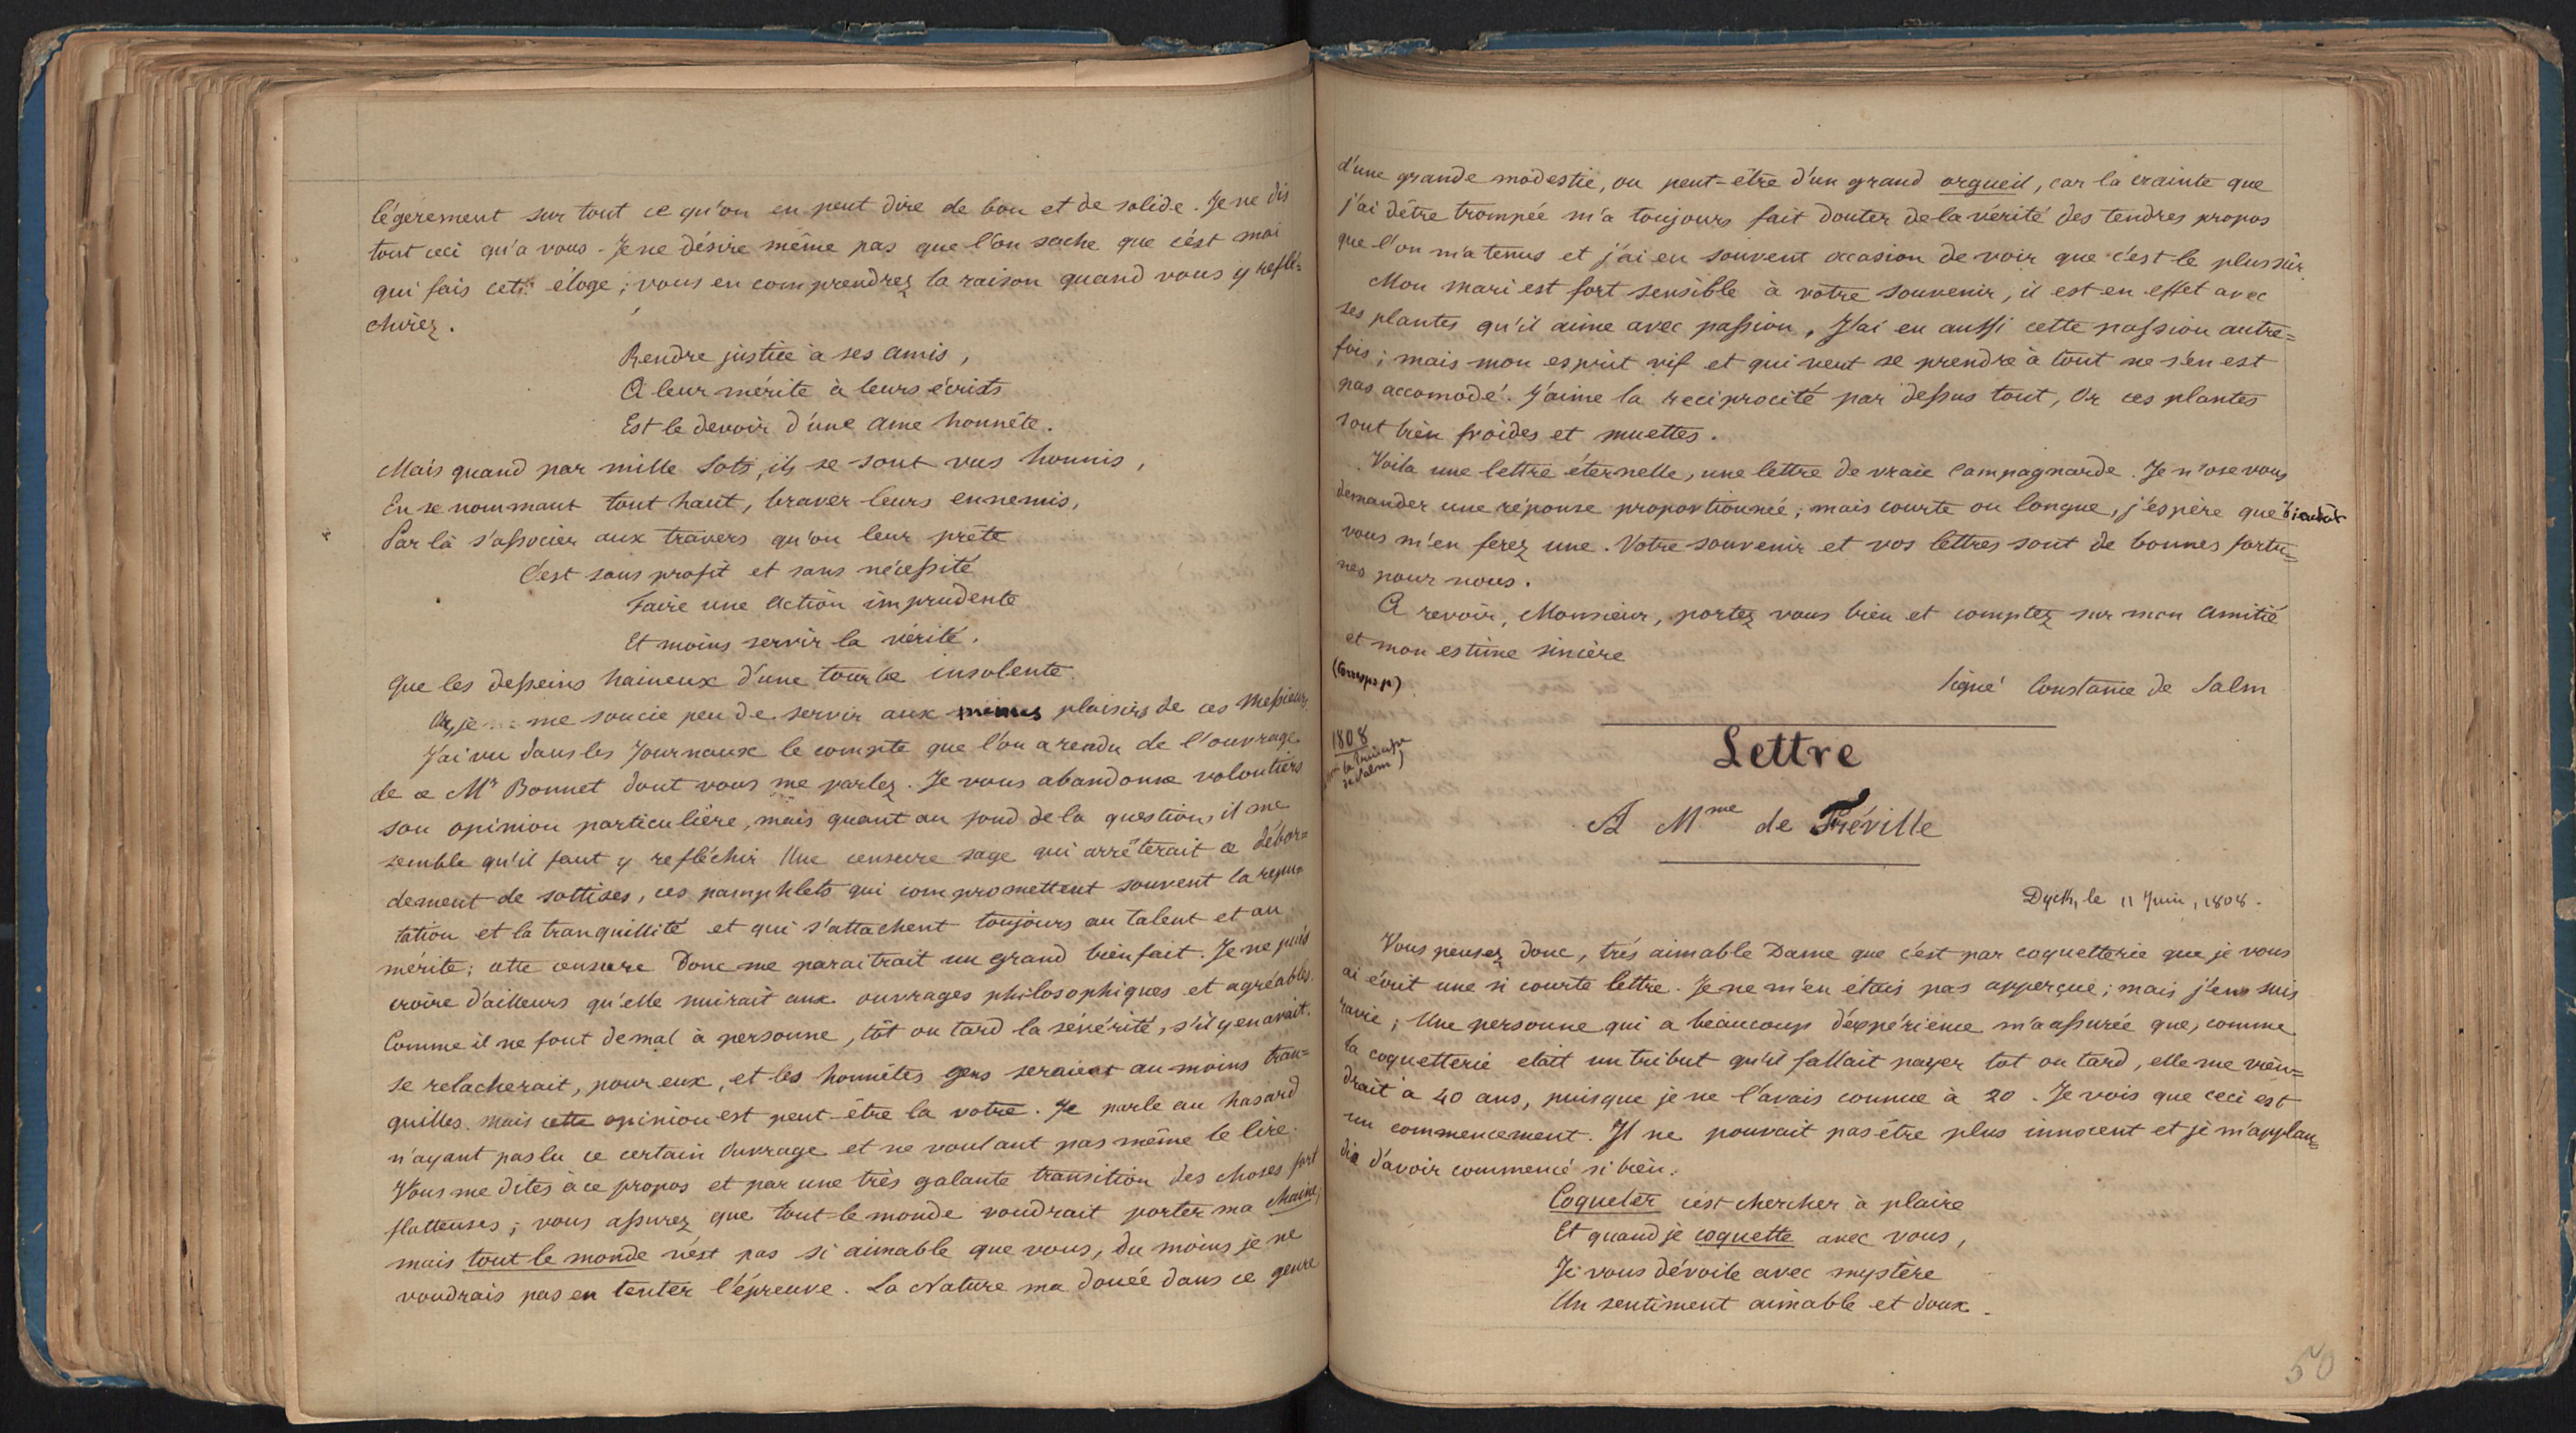 légèrement sur tout ce qu'on en peut dire de bon et de solide. Je ne dis
tout ceci qu'a vous. Je ne désire même pas que l'on sache que c'est moi
qui fais cet éloge ; vous en comprendrez la raison quand vous y reflé-
chirez.
Rendre justice à ses amis,
A leur mérite à leurs écrits
Est le devoir d'une ame honnête.
Mais quand par mille Sots, ils se sont vus honnis,
En se nommant tout haut, braver leurs ennemis,
Par là s'associer aux travers qu'on leur prête
C'est sans profit et sans nécessité
Faire une action imprudente
Et moins servir la vérité.
Que les desseins haineux d'une tourbe insolente.
Or, je me soucie peu de servir aux plaisirs de ces Messieurs.
J'ai vu dans les Journaux le compte que l'on a rendu de l'ouvrage
de ce Mr Bonnet dont vous me parlez. Je vous abandonne volontiers
son opinion particulière, mais quant au fond de la question, il me
semble qu'il faut y refléchir Une censure sage qui arrêterait ce débor=
dement de sottises, ces pamphlets qui compromettent souvent la repu=
tation et la tranquillité et qui s'attachent toujours au talent et au
mérite ; cette censure donc me paraitrait un grand bienfait. Je ne puis
croire d'ailleurs qu'elle nuirait aux ouvrages philosophiques et agréables.
Comme il ne font de mal à personne, tôt ou tard la sévérité, s'il y en avait.
se relacherait, pour eux, et les honnêtes gens seraient au moins tran=
quilles. Mais cette opinion est peut-être la votre. Je parle au hasard
n'ayant pas lu ce certain Ouvrage et ne voulant pas même le lire.
Vous me dites à ce propos et par une très galante transition des choses fort
flatteuses ; vous assurez que tout le monde voudrait porter ma chaine,
mais tout le monde n'est pas si aimable que vous, du moins je ne
voudrais pas en tenter l'épreuve. La Nature ma douée dans ce genre
d'une grande modestie, ou peut-être d'un grand orgueil, car la crainte que
j'ai d'être trompée m'a toujours fait douter de la vérité des tendres propos
que l'on m'a tenus et j'ai eu souvent occasion de voir que c'est le plus sûr
Mon mari est fort sensible à votre souvenir, il est en effet avec
ses plantes qu'il aime avec passion, J'ai eu aussi cette passion autre=
fois ; mais mon esprit vif et qui veut se prendre à tout ne s'en est
pas accomodé. J'aime la reciprocité par dessus tout, Or ces plantes
sont bien froides et muettes.
Voila une lettre éternelle, une lettre de vraie Campagnarde. Je n'ose vous
demander une réponse proportionnée ; mais courte ou longue, j'espère que bientôt
vous m'en ferez une. Votre souvenir et vos lettres sont de bonnes fortu=
nes pour nous.
A revoir, Monsieur, portez vous bien et comptez sur mon amitié
et mon estime sincère
Signé Constance de Salm
1808
la Princesse
de Salm)
Lettre
A Mme de Fréville
Dyck, le 11 Juin, 1808.
Vous pensez donc, très aimable Dame que c'est par coquetterie que je vous
ai écrit une si courte lettre. Je ne m'en étais pas apperçue ; mais j'en suis
ravie ; Une personne qui a beaucoup d'expérience m'a assurée que, comme
la coquetterie etait un tribut qu'il fallait payer tot ou tard, elle me vien=
drait à 40 ans, puisque je ne l'avais connue à 20. Je vois que ceci est
un commencement. Il ne pouvait pas être plus innocent et je m'applau=
dis d'avoir commencé si bien.
Coqueter c'est chercher à plaire
Et quand je coquette avec vous,
Je vous dévoile avec mystère
Un sentiment aimable et doux.
50